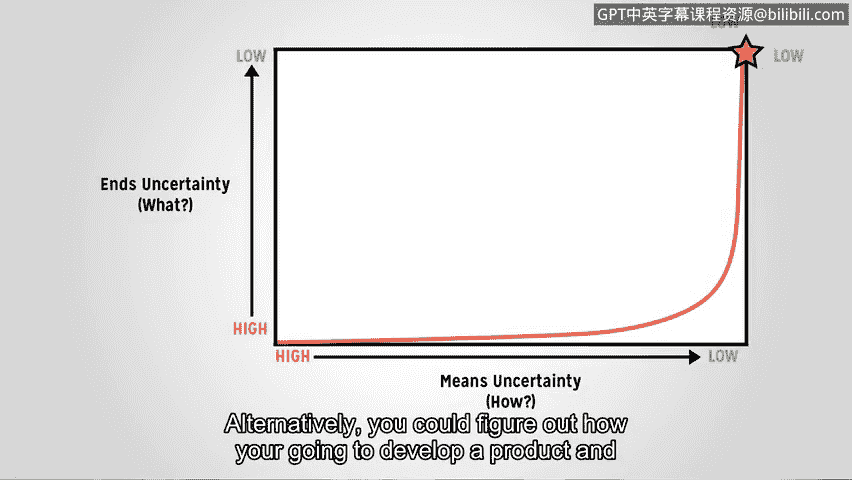 GPT中英字幕课程资源@bilibili.com
LOW
LOW
LOW
Ends Uncertainty
(What?)
HIGH
HIGH
LOW
Means Uncertainty
(How?)
Alternatively, you could figure out how
your going to develop a product and